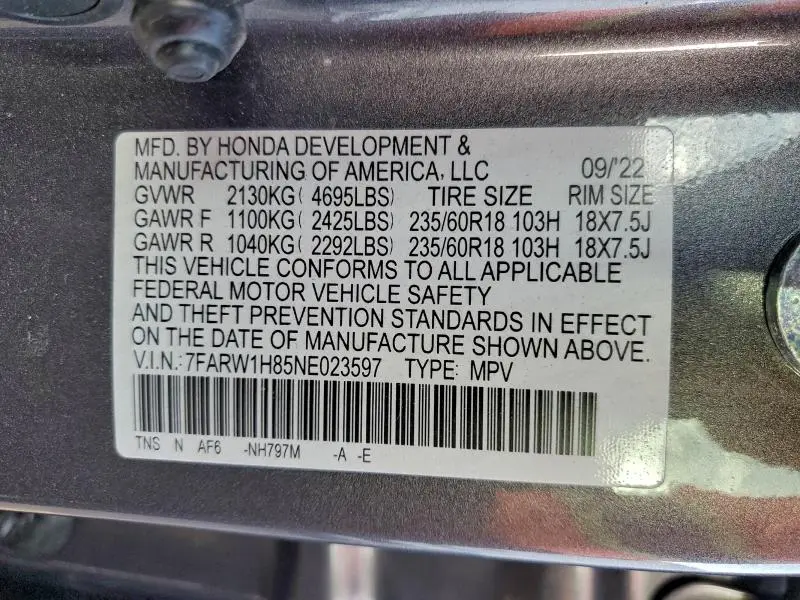 MFD. BY HONDA DEVELOPMENT &
MANUFACTURING OF AMERICA, LLC 09/'22
GVWR 2130KG( 4695LBS) TIRE SIZE RIM SIZE
GAWR F 1100KG( 2425LBS) 235/60R18 103H 18X7.5J
GAWR R 1040KG( 2292LBS) 235/60R18 103H 18X7.5J
THIS VEHICLE CONFORMS TO ALL APPLICABLE
FEDERAL MOTOR VEHICLE SAFETY
AND THEFT PREVENTION STANDARDS IN EFFECT
ON THE DATE OF MANUFACTURE SHOWN ABOVE.
V.I.N.: 7FARW1H85NE023597 TYPE: MPV
TNS N AF6 -NH797M -A -E